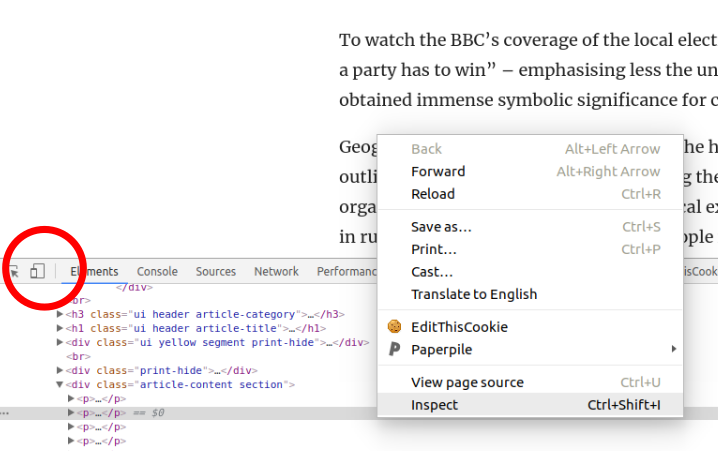 To watch the BBC’s coverage of the local elect
a party has to win” – emphasising less the un
obtained immense symbolic significance for c
Geog he h
outli g the
orga cal ex
in ru ople
Back Alt+Left Arrow
Forward Alt+Right Arrow
Reload Ctrl+R
Save as… Ctrl+S
Print… Ctrl+P
Cast…
Translate to English
EditThisCookie
Paperpile
View page source Ctrl+U
Inspect Ctrl+Shift+I
Elements Console Sources Network Performanc isCook
</div>
<br>
<h3 class="ui header article-category">…</h3>
<h1 class="ui header article-title">…</h1>
<div class="ui yellow segment print-hide">…</div>
<br>
<div class="print-hide">…</div>
<div class="article-content section">
<p>…</p>
<p>…</p> == $0
<p>…</p>
<p>…</p>